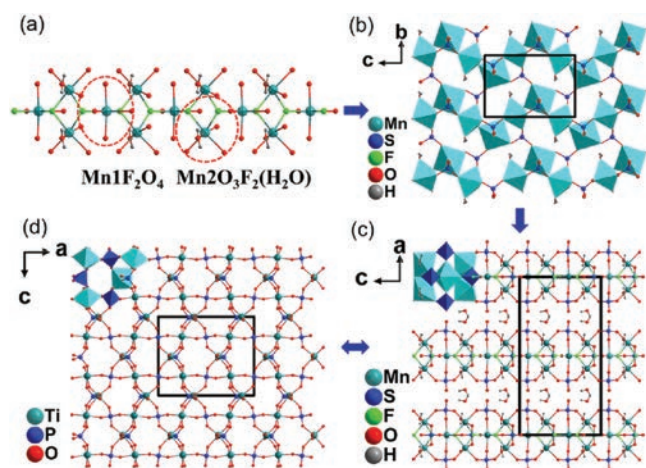 (a)
Mn1F₂O₄ Mn2O₃F₂(H₂O)
(b)
b
c
Mn
S
F
O
H
(d)
a
c
Ti
P
O
(c)
a
c
Mn
S
F
O
H